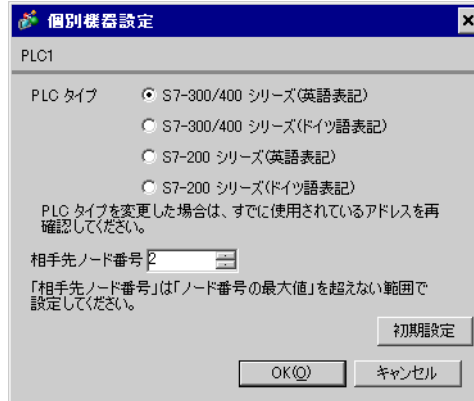 個別機器設定
PLC1
PLC タイプ
S7-300/400 シリーズ(英語表記)
S7-300/400 シリーズ(ドイツ語表記)
S7-200 シリーズ(英語表記)
S7-200 シリーズ(ドイツ語表記)
PLC タイプを変更した場合は、すでに使用されているアドレスを再
確認してください。
相手先ノード番号 2
「相手先ノード番号」は「ノード番号の最大値」を超えない範囲で
設定してください。
初期設定
OK(O) キャンセル